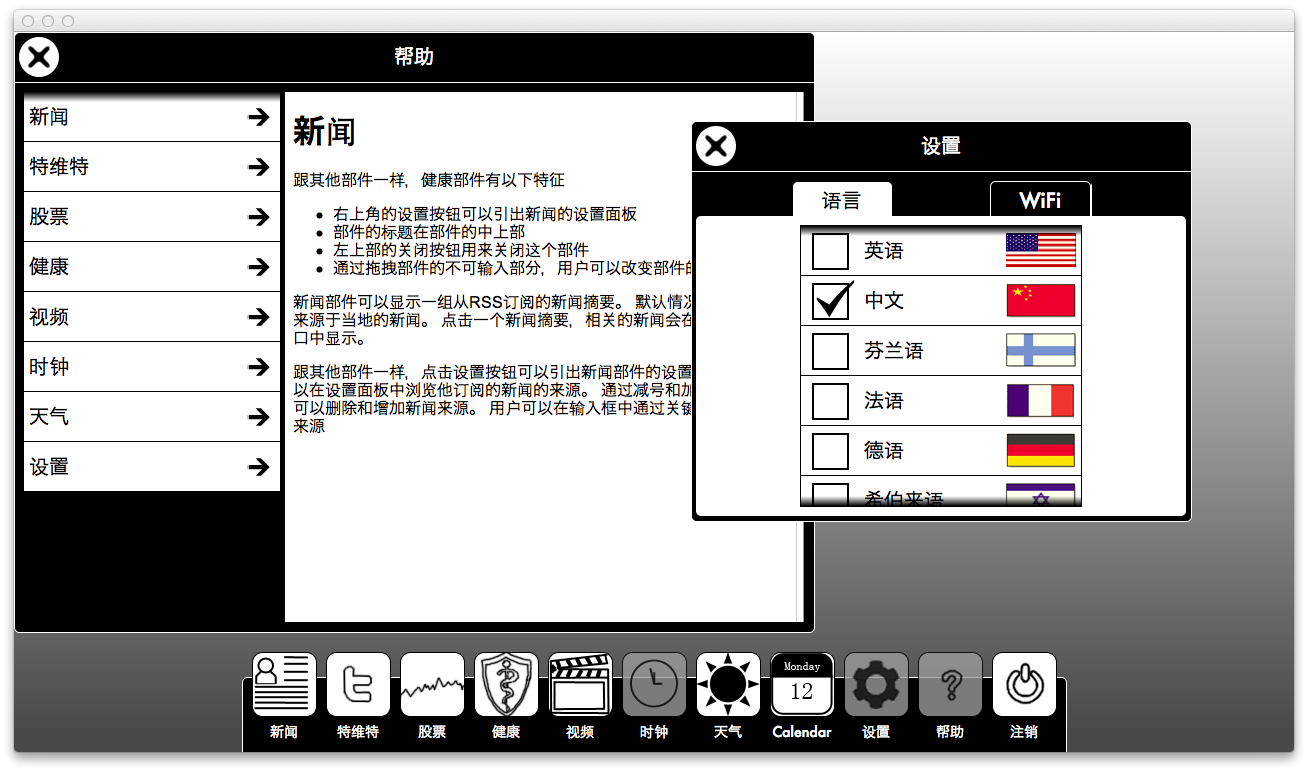 帮助
新闻
特维特
股票
健康
视频
时钟
天气
设置
新闻
跟其他部件一样，健康部件有以下特征
右上角的设置按钮可以引出新闻的设置面板
部件的标题在部件的中上部
左上部的关闭按钮用来关闭这个部件
通过拖拽部件的不可输入部分，用户可以改变部件的
新闻部件可以显示一组从RSS订阅的新闻摘要。 默认情况
来源于当地的新闻。 点击一个新闻摘要，相关的新闻会在
口中显示。
跟其他部件一样，点击设置按钮可以引出新闻部件的设置
以在设置面板中浏览他订阅的新闻的来源。 通过减号和加
可以删除和增加新闻来源。 用户可以在输入框中通过关键
来源
设置
语言
WiFi
英语
中文
芬兰语
法语
德语
希伯来语
Monday
12
新闻
特维特
股票
健康
视频
时钟
天气
Calendar
设置
帮助
注销